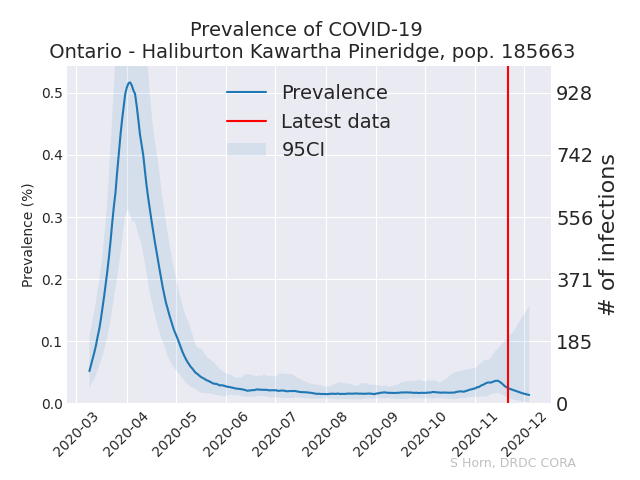 Prevalence of COVID-19
Ontario - Haliburton Kawartha Pineridge, pop. 185663
Prevalence
Latest data
95CI
Prevalence (%)
0.5
0.4
0.3
0.2
0.1
0.0
928
742
556
371
185
0
# of infections
2020-03
2020-04
2020-05
2020-06
2020-07
2020-08
2020-09
2020-10
2020-11
2020-12
S Horn, DRDC CORA